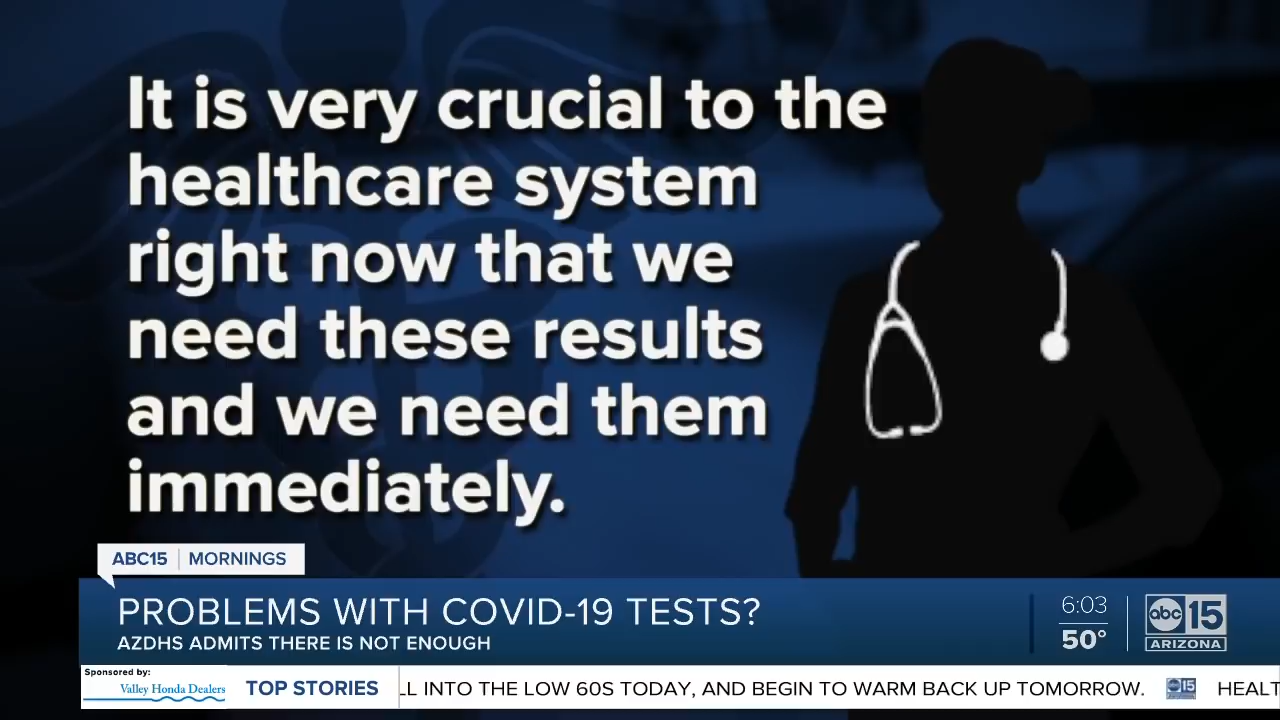 It is very crucial to the
healthcare system
right now that we
need these results
and we need them
immediately.
ABC15 | MORNINGS
PROBLEMS WITH COVID-19 TESTS?
AZDHS ADMITS THERE IS NOT ENOUGH
6:03
50°
abc 15
ARIZONA
Sponsored by:
Valley Honda Dealers
TOP STORIES
LL INTO THE LOW 60S TODAY, AND BEGIN TO WARM BACK UP TOMORROW. abc 15 HEALT